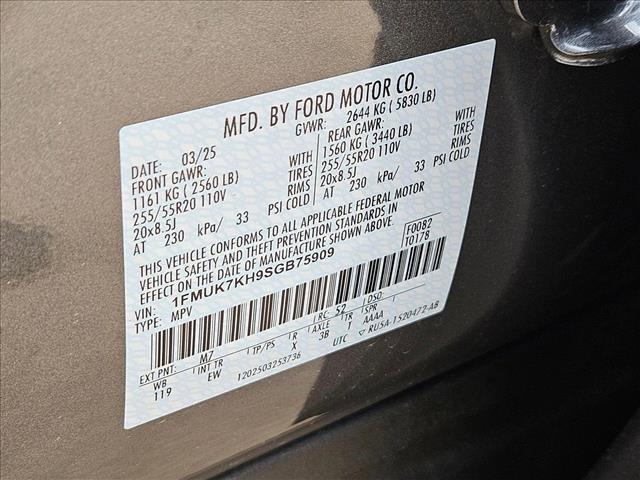 MFD. BY FORD MOTOR CO.
DATE: 03/25 GVWR: 2644 KG ( 5830 LB)
FRONT GAWR: REAR GAWR:
1161 KG ( 2560 LB) WITH 1560 KG ( 3440 LB) WITH
255/55R20 110V TIRES 255/55R20 110V TIRES
20x8.5J RIMS 20x8.5J RIMS
AT 230 kPa/ 33 PSI COLD AT 230 kPa/ 33 PSI COLD
THIS VEHICLE CONFORMS TO ALL APPLICABLE FEDERAL MOTOR
VEHICLE SAFETY AND THEFT PREVENTION STANDARDS IN
EFFECT ON THE DATE OF MANUFACTURE SHOWN ABOVE.
VIN: 1FMUK7KH9SGB75909 F0082
TYPE: MPV T0178
EXT PNT: M7 RC: 52 DSO:
WB INT TR TP/PS R AXLE TR SPR
119 EW X 3B T AAAA
1202503253736 UTC RU5A-1520472-AB